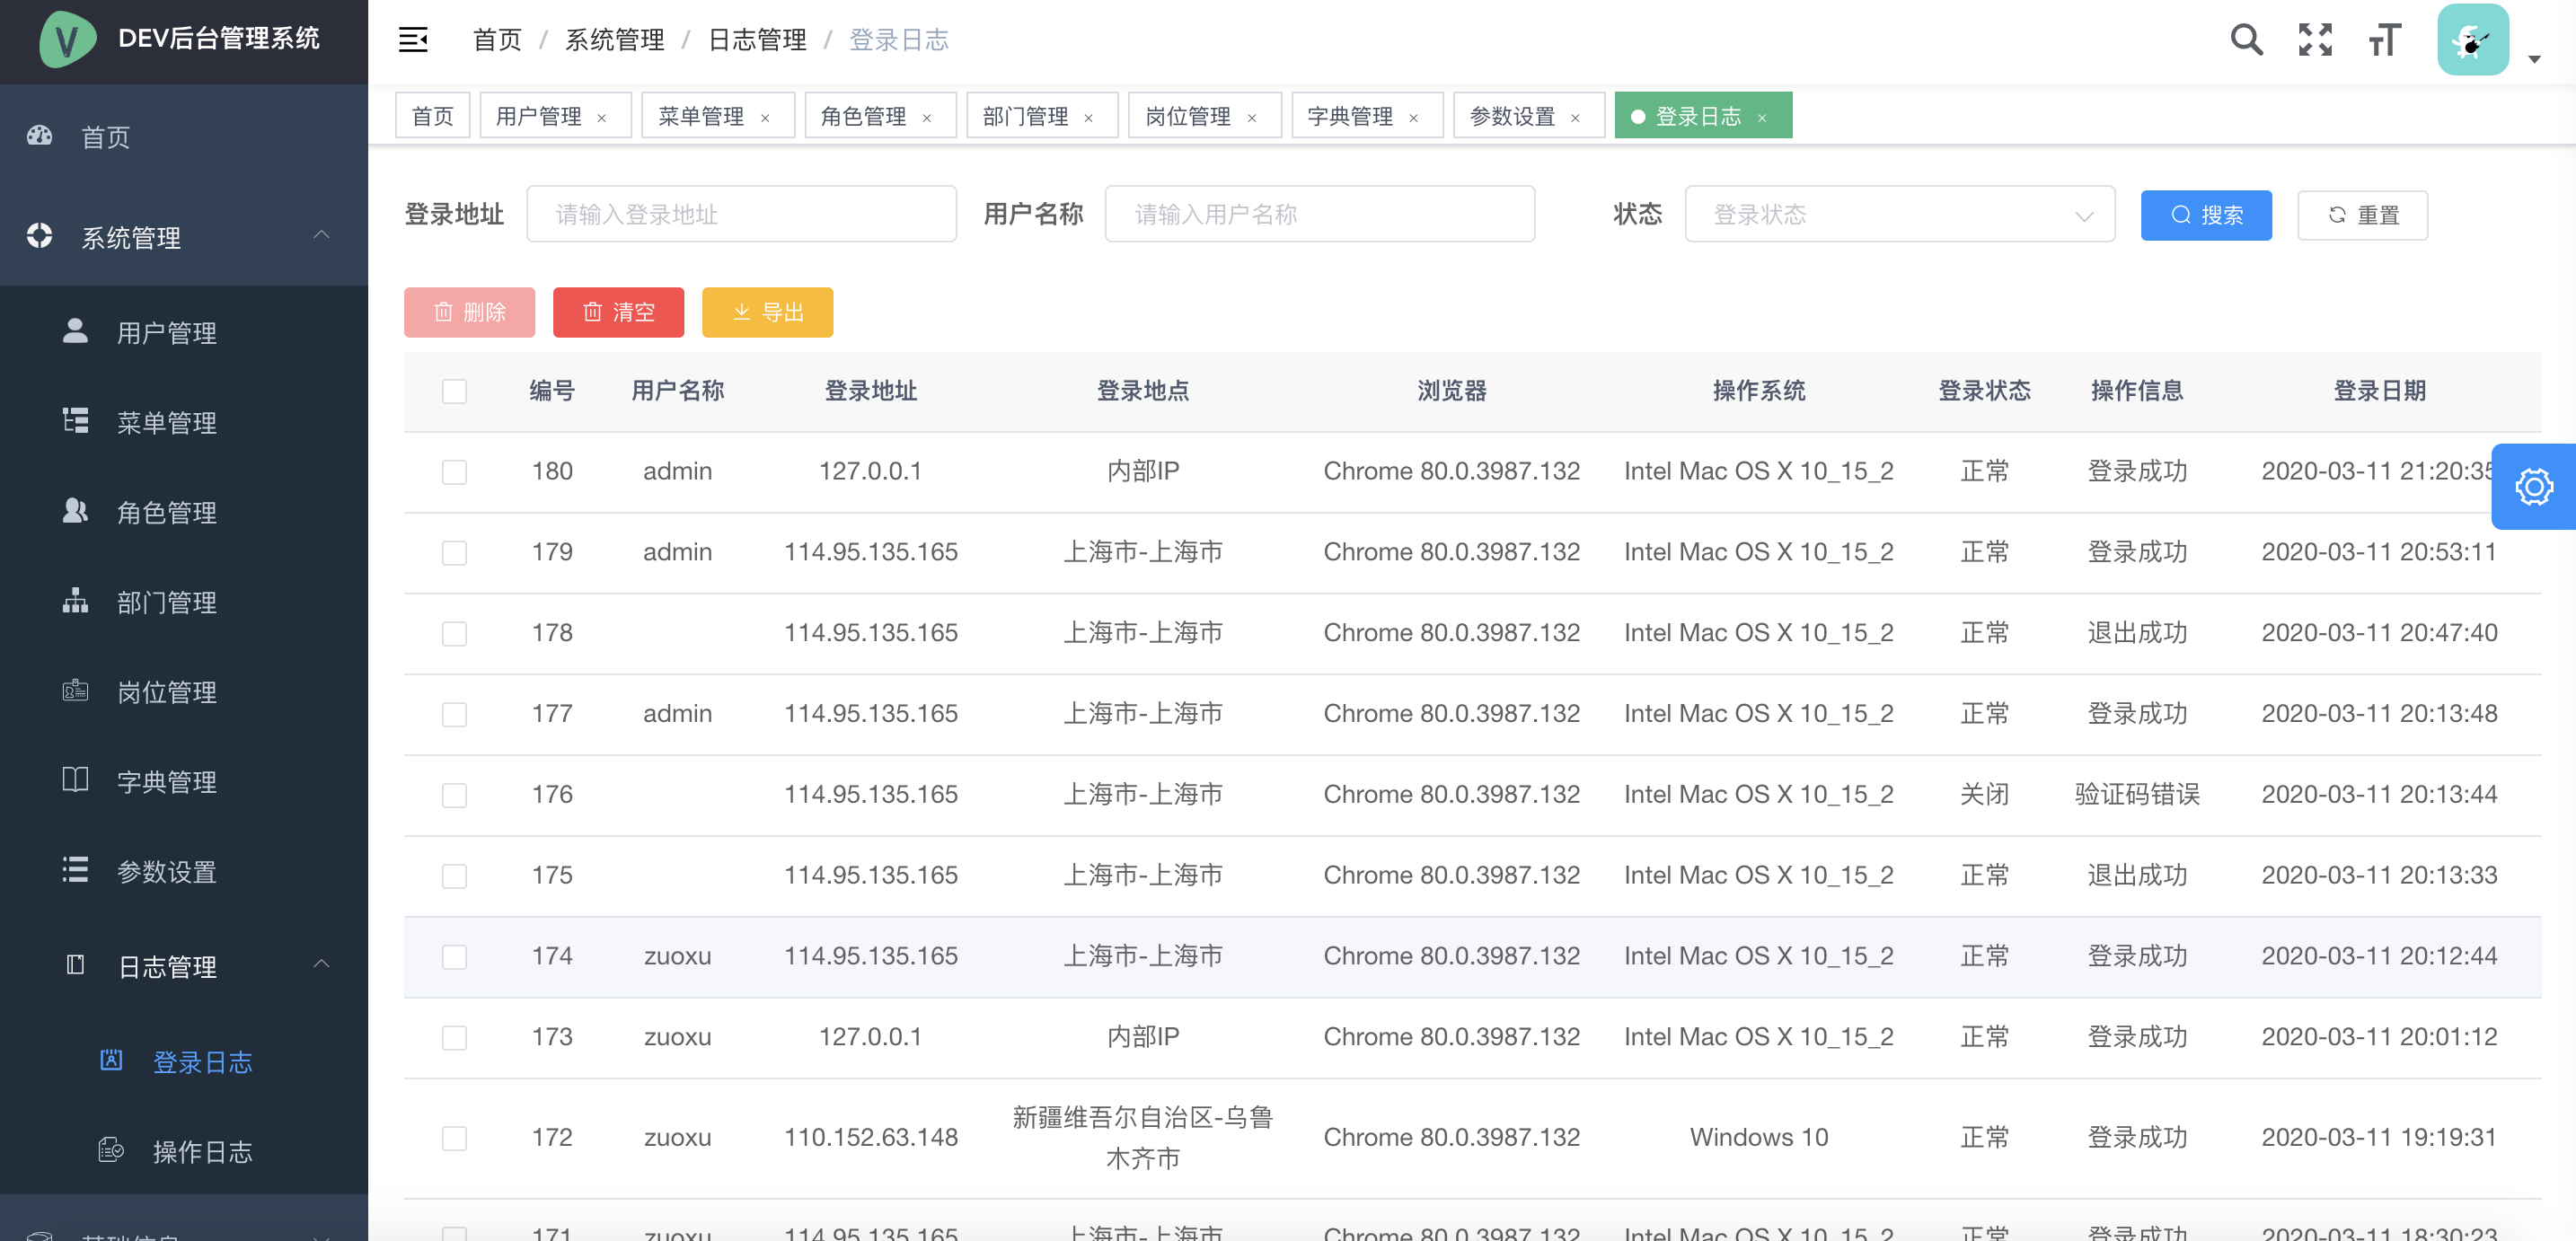 DEV后台管理系统
首页 / 系统管理 / 日志管理 / 登录日志
首页 用户管理 × 菜单管理 × 角色管理 × 部门管理 × 岗位管理 × 字典管理 × 参数设置 × 登录日志 ×
首页
系统管理
用户管理
菜单管理
角色管理
部门管理
岗位管理
字典管理
参数设置
日志管理
登录日志
操作日志
基础信息
登录地址 请输入登录地址 用户名称 请输入用户名称 状态 登录状态 搜索 重置
删除 清空 导出
编号 用户名称 登录地址 登录地点 浏览器 操作系统 登录状态 操作信息 登录日期
180 admin 127.0.0.1 内部IP Chrome 80.0.3987.132 Intel Mac OS X 10_15_2 正常 登录成功 2020-03-11 21:20:35
179 admin 114.95.135.165 上海市-上海市 Chrome 80.0.3987.132 Intel Mac OS X 10_15_2 正常 登录成功 2020-03-11 20:53:11
178 114.95.135.165 上海市-上海市 Chrome 80.0.3987.132 Intel Mac OS X 10_15_2 正常 退出成功 2020-03-11 20:47:40
177 admin 114.95.135.165 上海市-上海市 Chrome 80.0.3987.132 Intel Mac OS X 10_15_2 正常 登录成功 2020-03-11 20:13:48
176 114.95.135.165 上海市-上海市 Chrome 80.0.3987.132 Intel Mac OS X 10_15_2 关闭 验证码错误 2020-03-11 20:13:44
175 114.95.135.165 上海市-上海市 Chrome 80.0.3987.132 Intel Mac OS X 10_15_2 正常 退出成功 2020-03-11 20:13:33
174 zuoxu 114.95.135.165 上海市-上海市 Chrome 80.0.3987.132 Intel Mac OS X 10_15_2 正常 登录成功 2020-03-11 20:12:44
173 zuoxu 127.0.0.1 内部IP Chrome 80.0.3987.132 Intel Mac OS X 10_15_2 正常 登录成功 2020-03-11 20:01:12
172 zuoxu 110.152.63.148 新疆维吾尔自治区-乌鲁
木齐市 Chrome 80.0.3987.132 Windows 10 正常 登录成功 2020-03-11 19:19:31
171 zuoxu 114.95.135.165 上海市-上海市 Chrome 80.0.3987.132 Intel Mac OS X 10_15_2 正常 登录成功 2020-03-11 18:30:23